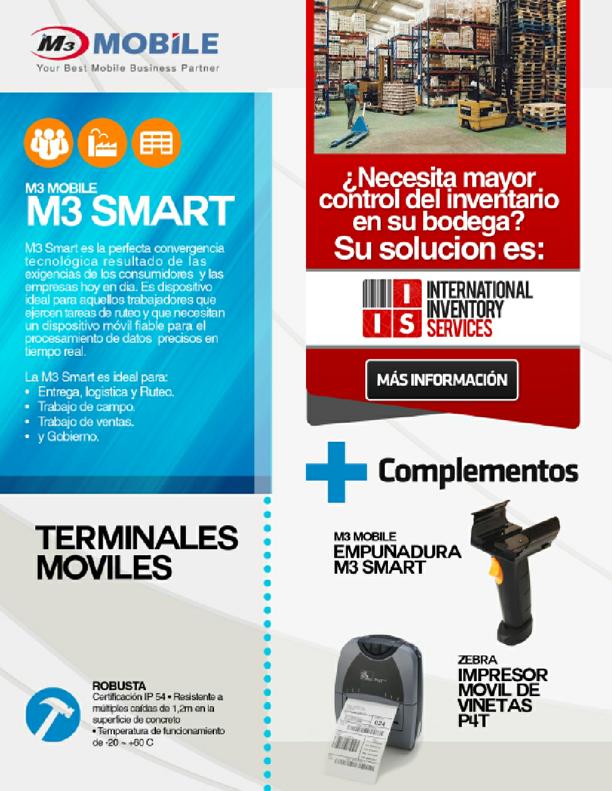 M3 MOBILE
Your Best Mobile Business Partner
M3 MOBILE
M3 SMART
M3 Smart es la perfecta convergencia
tecnológica resultado de las
exigencias de los consumidores y las
empresas hoy en día. Es dispositivo
ideal para aquellos trabajadores que
ejercen tareas de ruteo y que necesitan
un dispositivo móvil fiable para el
procesamiento de datos precisos en
tiempo real.
La M3 Smart es ideal para:
• Entrega, logistica y Ruteo.
• Trabajo de campo.
• Trabajo de ventas.
• y Gobierno.
TERMINALES
MOVILES
ROBUSTA
Certificación IP 54 • Resistente a
múltiples caídas de 1,2m en la
superficie de concreto
• Temperatura de funcionamiento
de -20 ~ +60 C
¿Necesita mayor
control del inventario
en su bodega?
Su solucion es:
I I S
INTERNATIONAL
INVENTORY
SERVICES
MÁS INFORMACIÓN
Complementos
M3 MOBILE
EMPUÑADURA
M3 SMART
ZEBRA
IMPRESOR
MOVIL DE
VINETAS
P4T